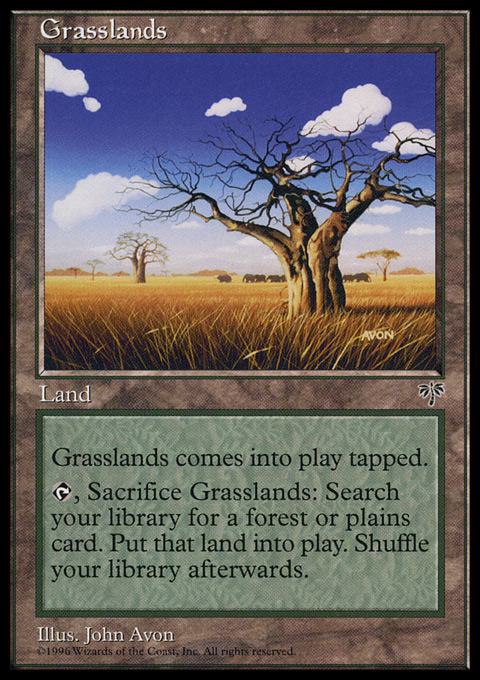 Grasslands
AVON
Land
Grasslands comes into play tapped.
, Sacrifice Grasslands: Search
your library for a forest or plains
card. Put that land into play. Shuffle
your library afterwards.
Illus. John Avon
©1996 Wizards of the Coast, Inc. All rights reserved.